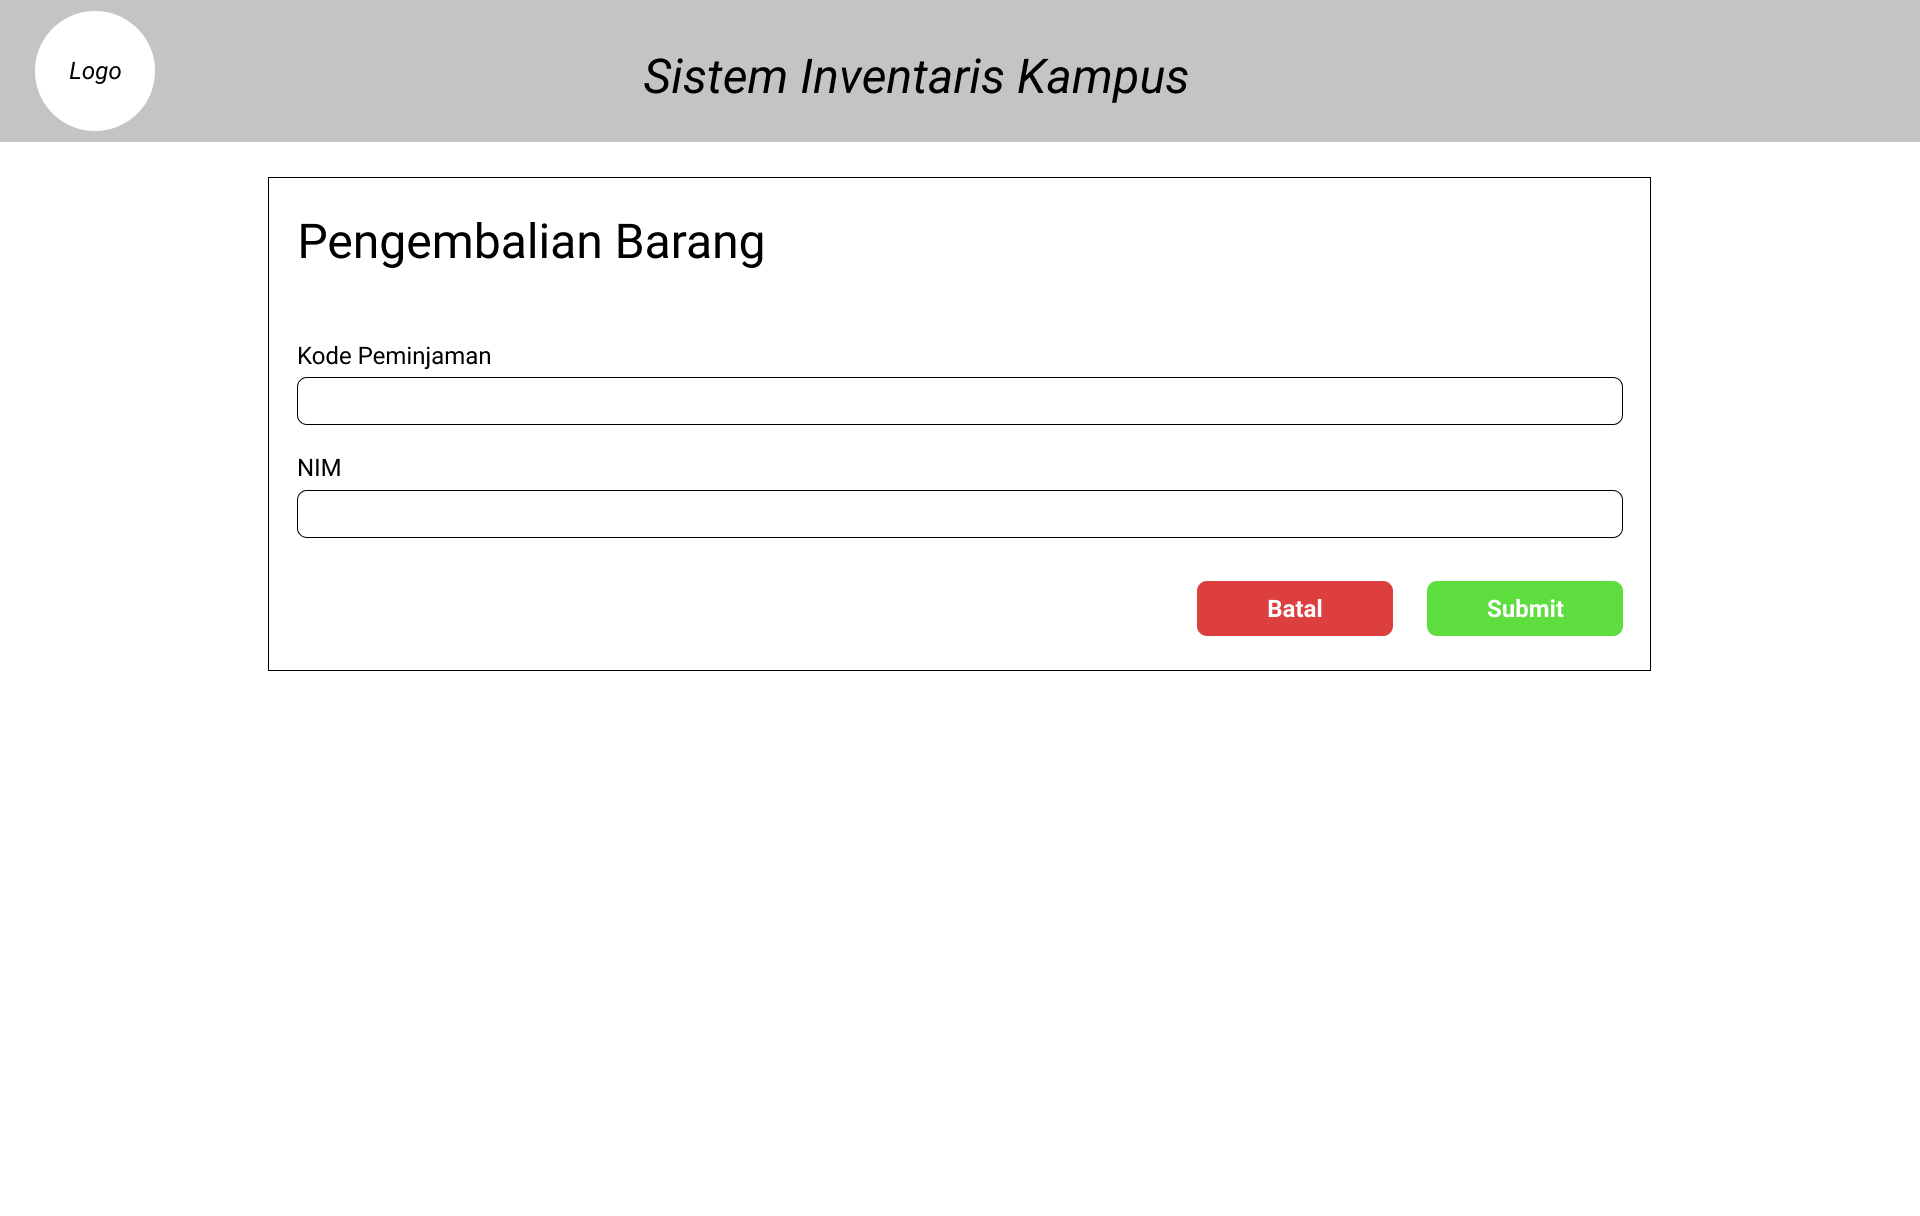 Logo
Sistem Inventaris Kampus
Pengembalian Barang
Kode Peminjaman
NIM
Batal
Submit